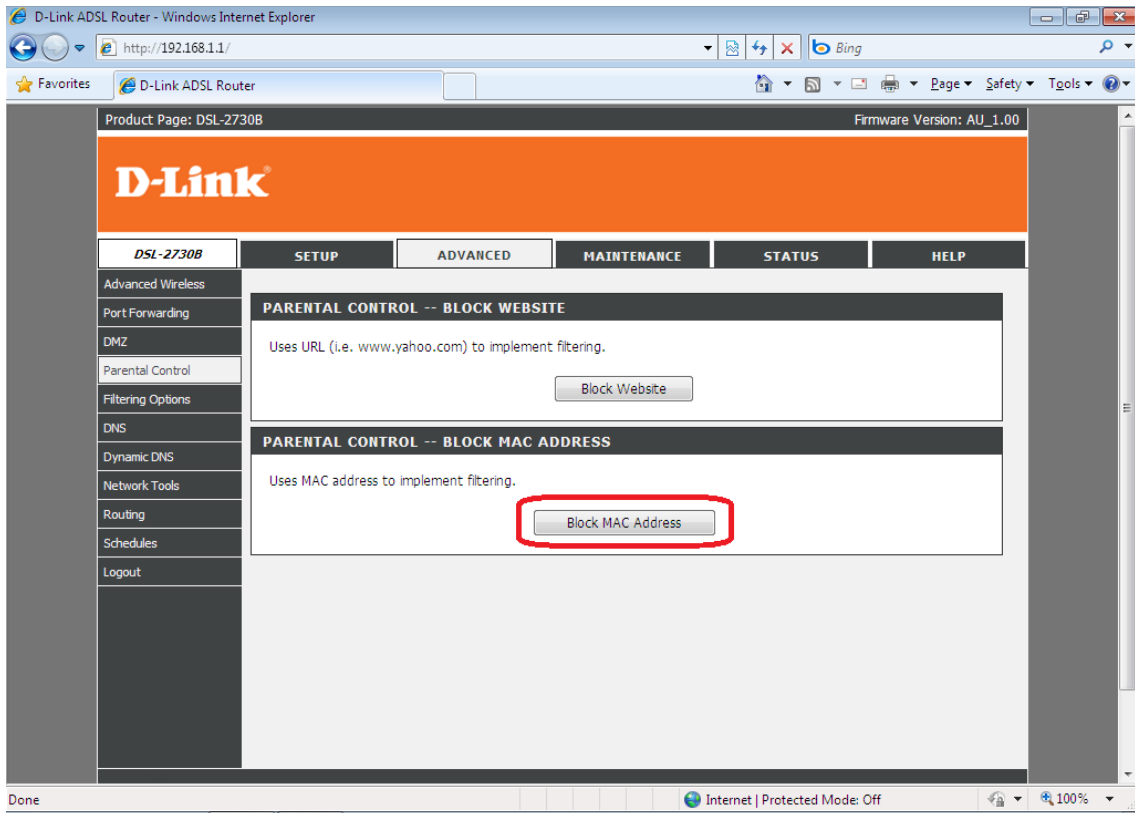 D-Link ADSL Router - Windows Internet Explorer
http://192.168.1.1/
Bing
Favorites
D-Link ADSL Router
Page
Safety
Tools
Product Page: DSL-2730B
Firmware Version: AU_1.00
D-Link
DSL-2730B
SETUP
ADVANCED
MAINTENANCE
STATUS
HELP
Advanced Wireless
Port Forwarding
DMZ
Parental Control
Filtering Options
DNS
Dynamic DNS
Network Tools
Routing
Schedules
Logout
PARENTAL CONTROL -- BLOCK WEBSITE
Uses URL (i.e. www.yahoo.com) to implement filtering.
Block Website
PARENTAL CONTROL -- BLOCK MAC ADDRESS
Uses MAC address to implement filtering.
Block MAC Address
Done
Internet | Protected Mode: Off
100%